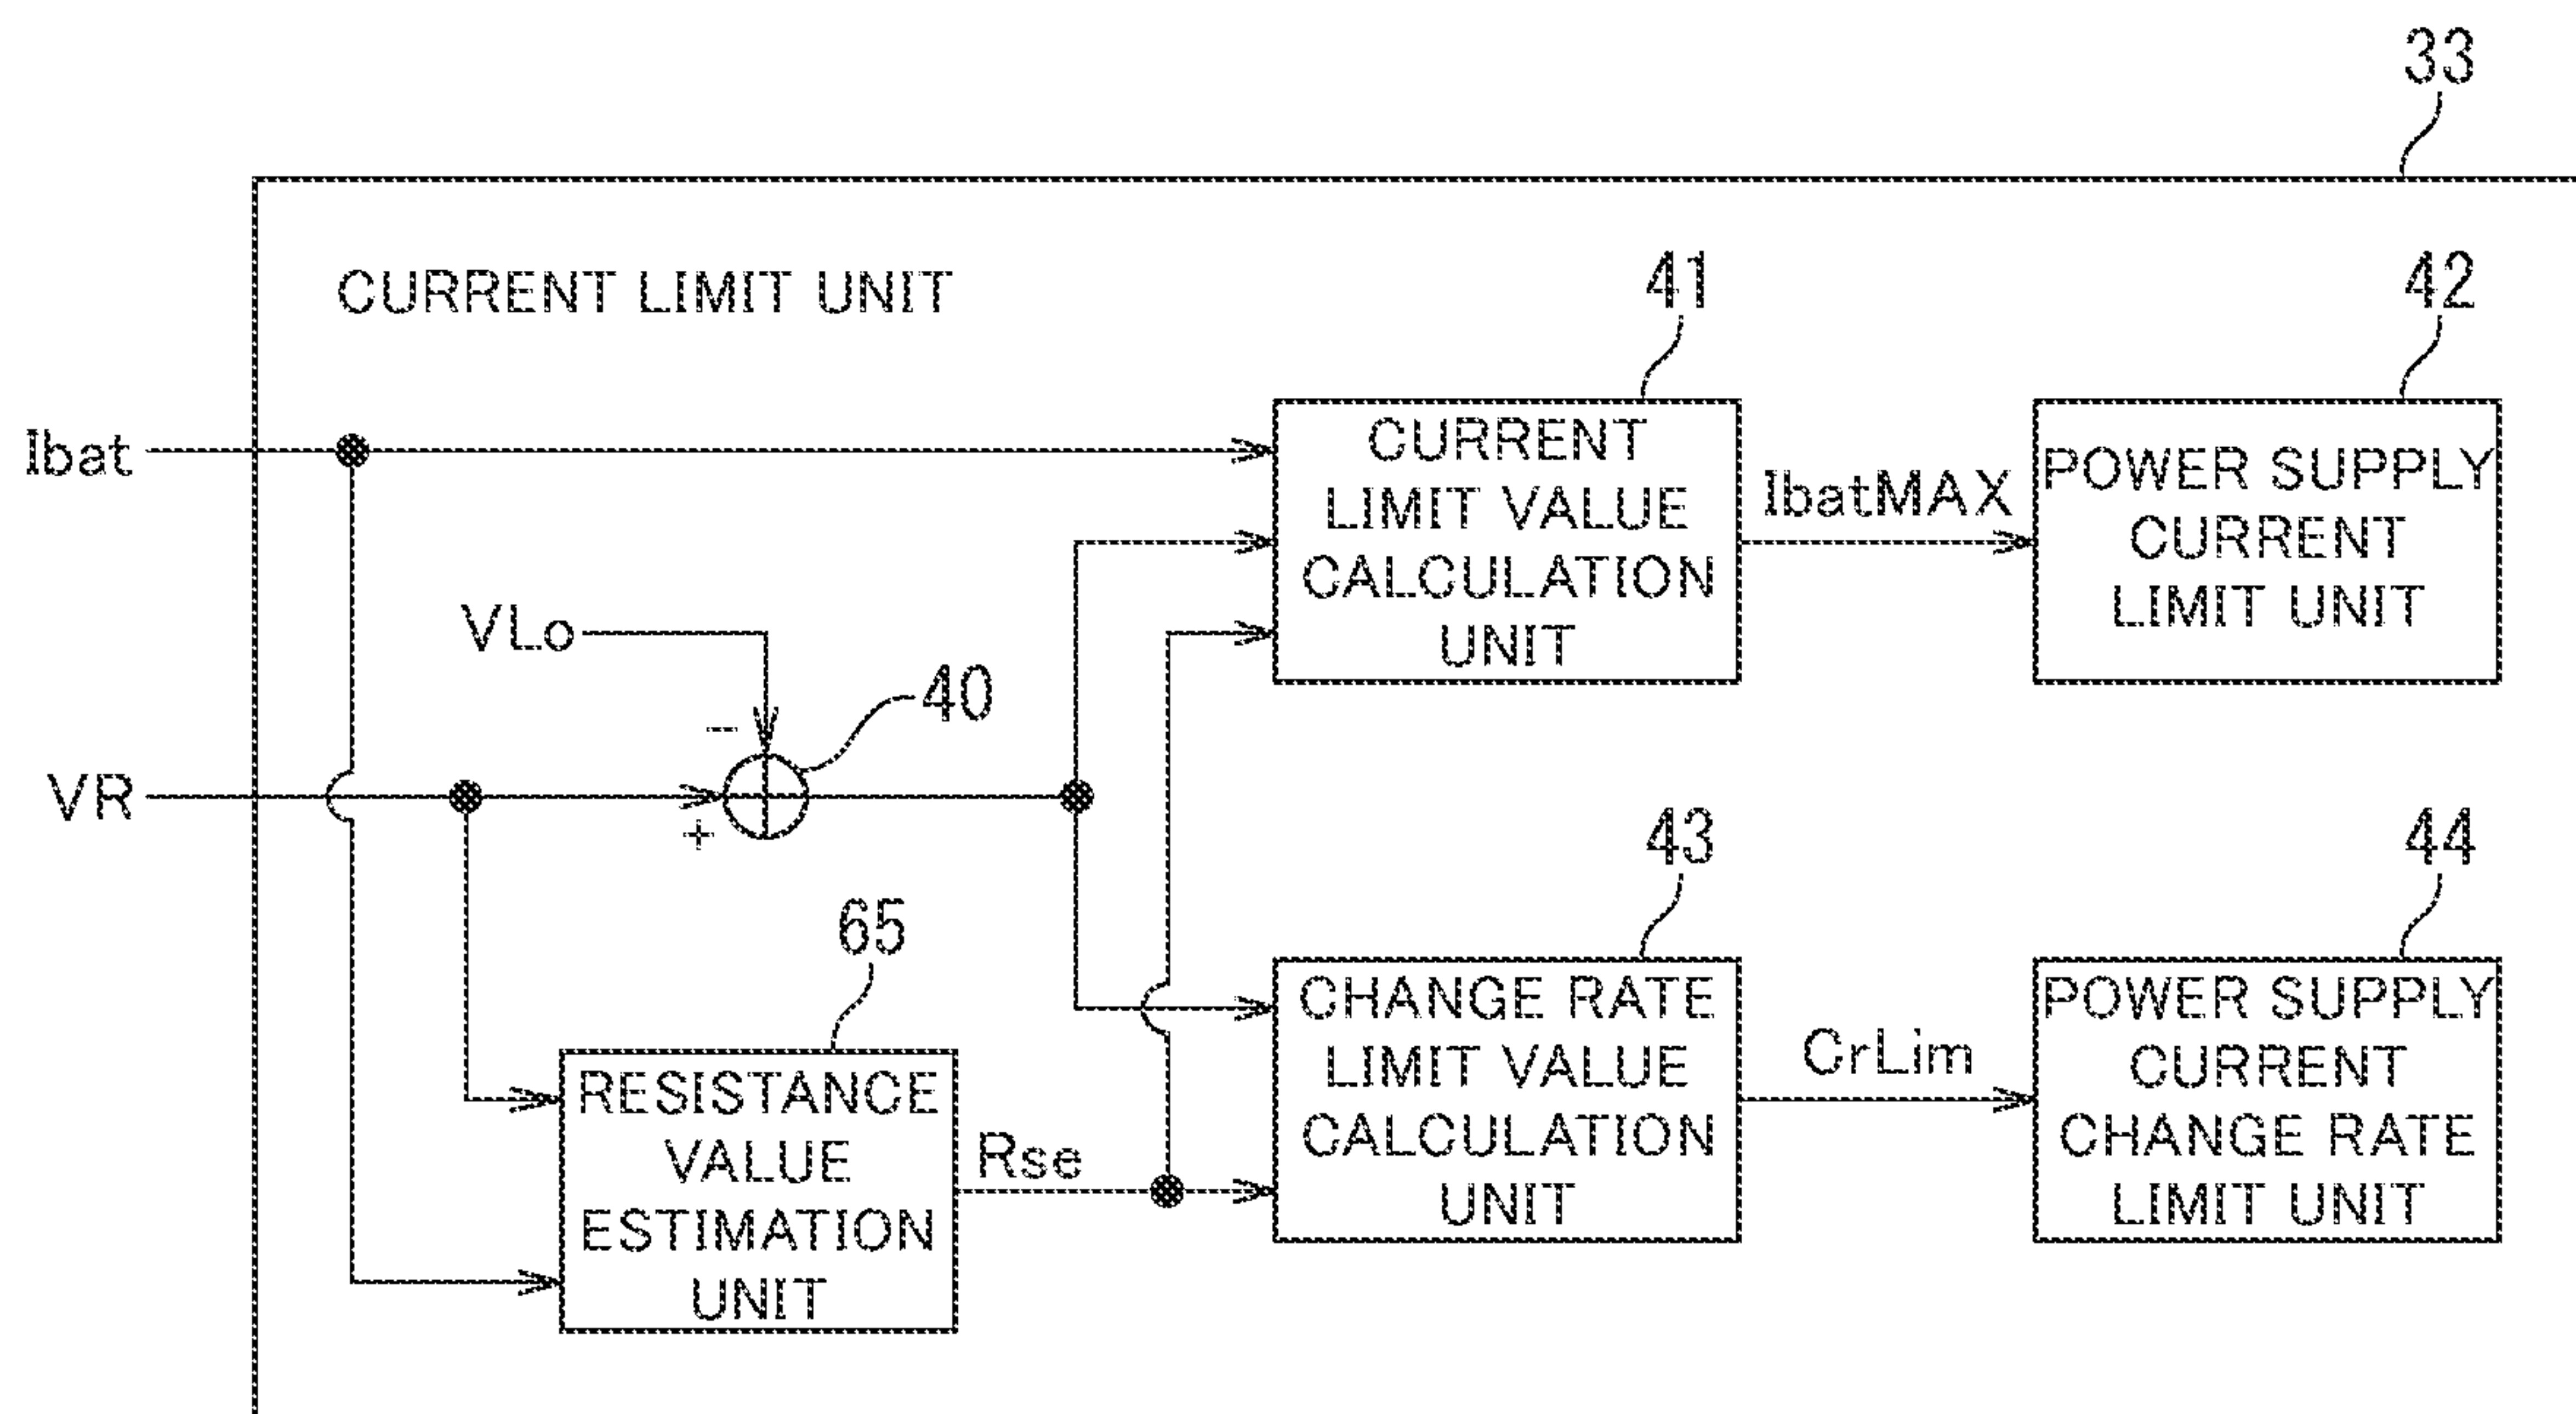 33
CURRENT LIMIT UNIT
41
42
Ibat
CURRENT
LIMIT VALUE
CALCULATION
UNIT
IbatMAX
POWER SUPPLY
CURRENT
LIMIT UNIT
VLo
−
40
VR
+
43
44
65
CHANGE RATE
LIMIT VALUE
CALCULATION
UNIT
CrLim
POWER SUPPLY
CURRENT
CHANGE RATE
LIMIT UNIT
RESISTANCE
VALUE
ESTIMATION
UNIT
Rse